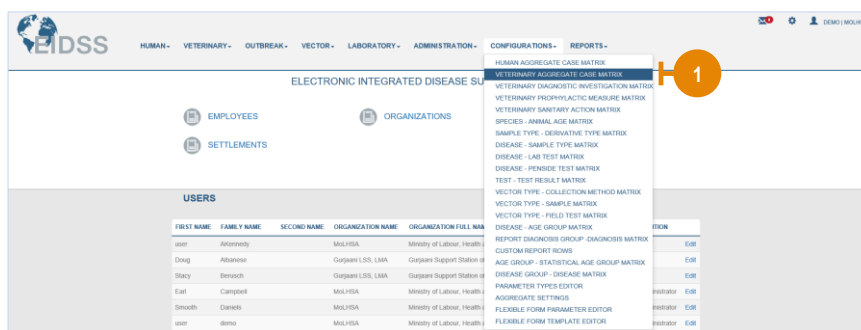 EIDSS
HUMAN VETERINARY OUTBREAK VECTOR LABORATORY ADMINISTRATION CONFIGURATIONS REPORTS
DEMO | MOLH
HUMAN AGGREGATE CASE MATRIX
VETERINARY AGGREGATE CASE MATRIX
1
VETERINARY DIAGNOSTIC INVESTIGATION MATRIX
VETERINARY PROPHYLACTIC MEASURE MATRIX
VETERINARY SANITARY ACTION MATRIX
SPECIES - ANIMAL AGE MATRIX
SAMPLE TYPE - DERIVATIVE TYPE MATRIX
DISEASE - SAMPLE TYPE MATRIX
DISEASE - LAB TEST MATRIX
DISEASE - PENSIDE TEST MATRIX
TEST - TEST RESULT MATRIX
VECTOR TYPE - COLLECTION METHOD MATRIX
VECTOR TYPE - SAMPLE MATRIX
VECTOR TYPE - FIELD TEST MATRIX
DISEASE - AGE GROUP MATRIX
REPORT DIAGNOSIS GROUP -DIAGNOSIS MATRIX
CUSTOM REPORT ROWS
AGE GROUP - STATISTICAL AGE GROUP MATRIX
DISEASE GROUP - DISEASE MATRIX
PARAMETER TYPES EDITOR
AGGREGATE SETTINGS
FLEXIBLE FORM PARAMETER EDITOR
FLEXIBLE FORM TEMPLATE EDITOR
ELECTRONIC INTEGRATED DISEASE SU
EMPLOYEES ORGANIZATIONS
SETTLEMENTS
USERS
FIRST NAME FAMILY NAME SECOND NAME ORGANIZATION NAME ORGANIZATION FULL NAM ITION
user AKennedy MoLHSA Ministry of Labour, Health a Edit
Doug Albanese Gurjaani LSS, LMA Gurjaani Support Station of Edit
Stacy Berusch Gurjaani LSS, LMA Gurjaani Support Station of Edit
Earl Campbell MoLHSA Ministry of Labour, Health a ministrator Edit
Smooth Daniels MoLHSA Ministry of Labour, Health a ministrator Edit
user demo MoLHSA Ministry of Labour, Health a ministrator Edit